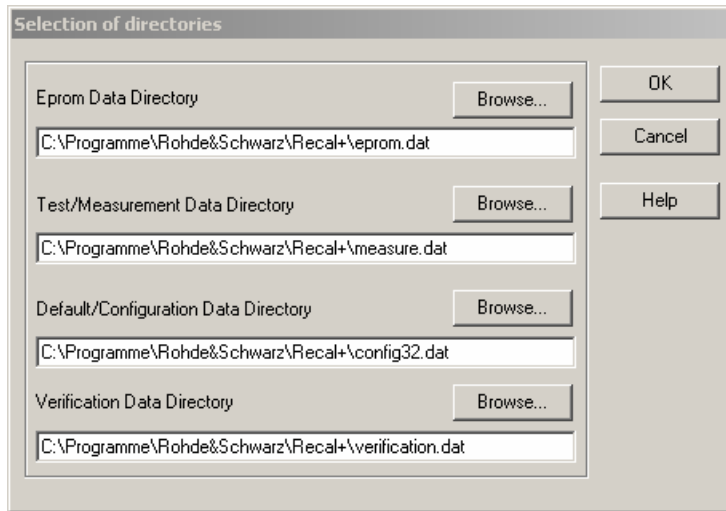 Selection of directories
Eprom Data Directory
Browse...
OK
C:\Programme\Rohde&Schwarz\Recal+\eprom.dat
Cancel
Test/Measurement Data Directory
Browse...
Help
C:\Programme\Rohde&Schwarz\Recal+\measure.dat
Default/Configuration Data Directory
Browse...
C:\Programme\Rohde&Schwarz\Recal+\config32.dat
Verification Data Directory
Browse...
C:\Programme\Rohde&Schwarz\Recal+\verification.dat